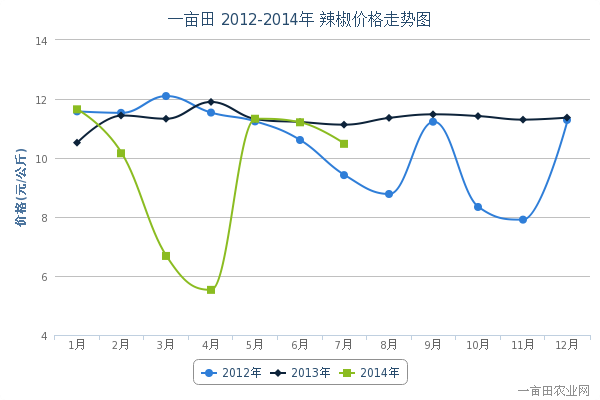 一亩田 2012-2014年 辣椒价格走势图
价格(元/公斤)
14
12
10
8
6
4
1月 2月 3月 4月 5月 6月 7月 8月 9月 10月 11月 12月
2012年 2013年 2014年
一亩田农业网